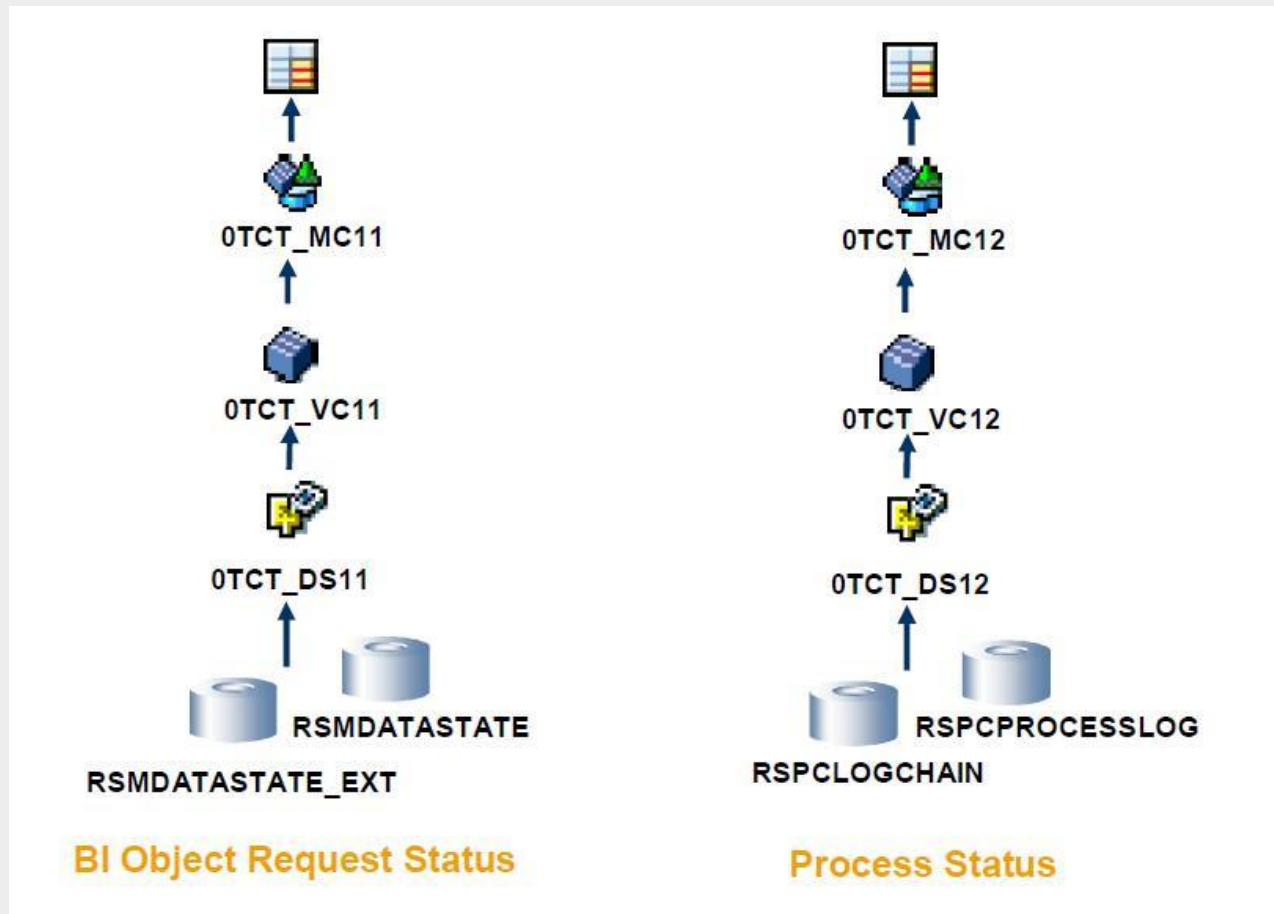 0TCT_MC11
0TCT_VC11
0TCT_DS11
RSMDATASTATE
RSMDATASTATE_EXT
BI Object Request Status
0TCT_MC12
0TCT_VC12
0TCT_DS12
RSPCPROCESSLOG
RSPCLOGCHAIN
Process Status